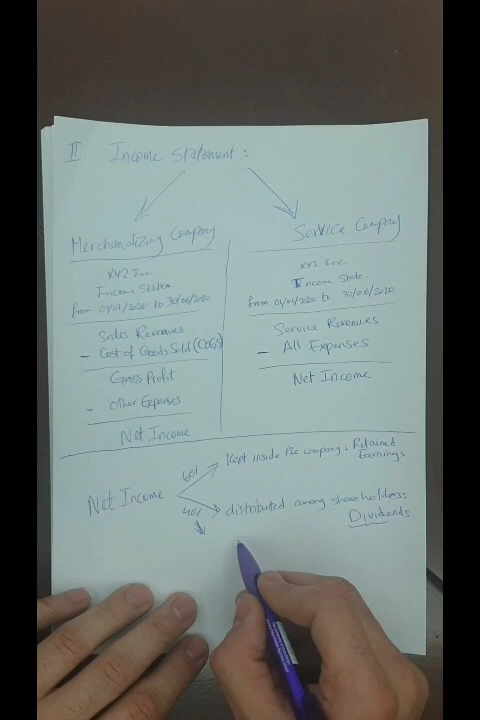 II. Income Statement :
Merchandizing Company
XYZ Inc.
Income State
from 01/01/2020 to 30/06/2020
Sales Revenues
- Cost of Goods Sold (COGS)
Gross Profit
- other Expenses
Net Income
Service Company
XYZ Inc.
Income State.
from 01/01/2020 to 30/06/2020
Service Revenues
- All Expenses
Net Income
Net Income
60%
Kept inside the company : Retained
Earnings
40%
distributed among shareholders:
Dividends